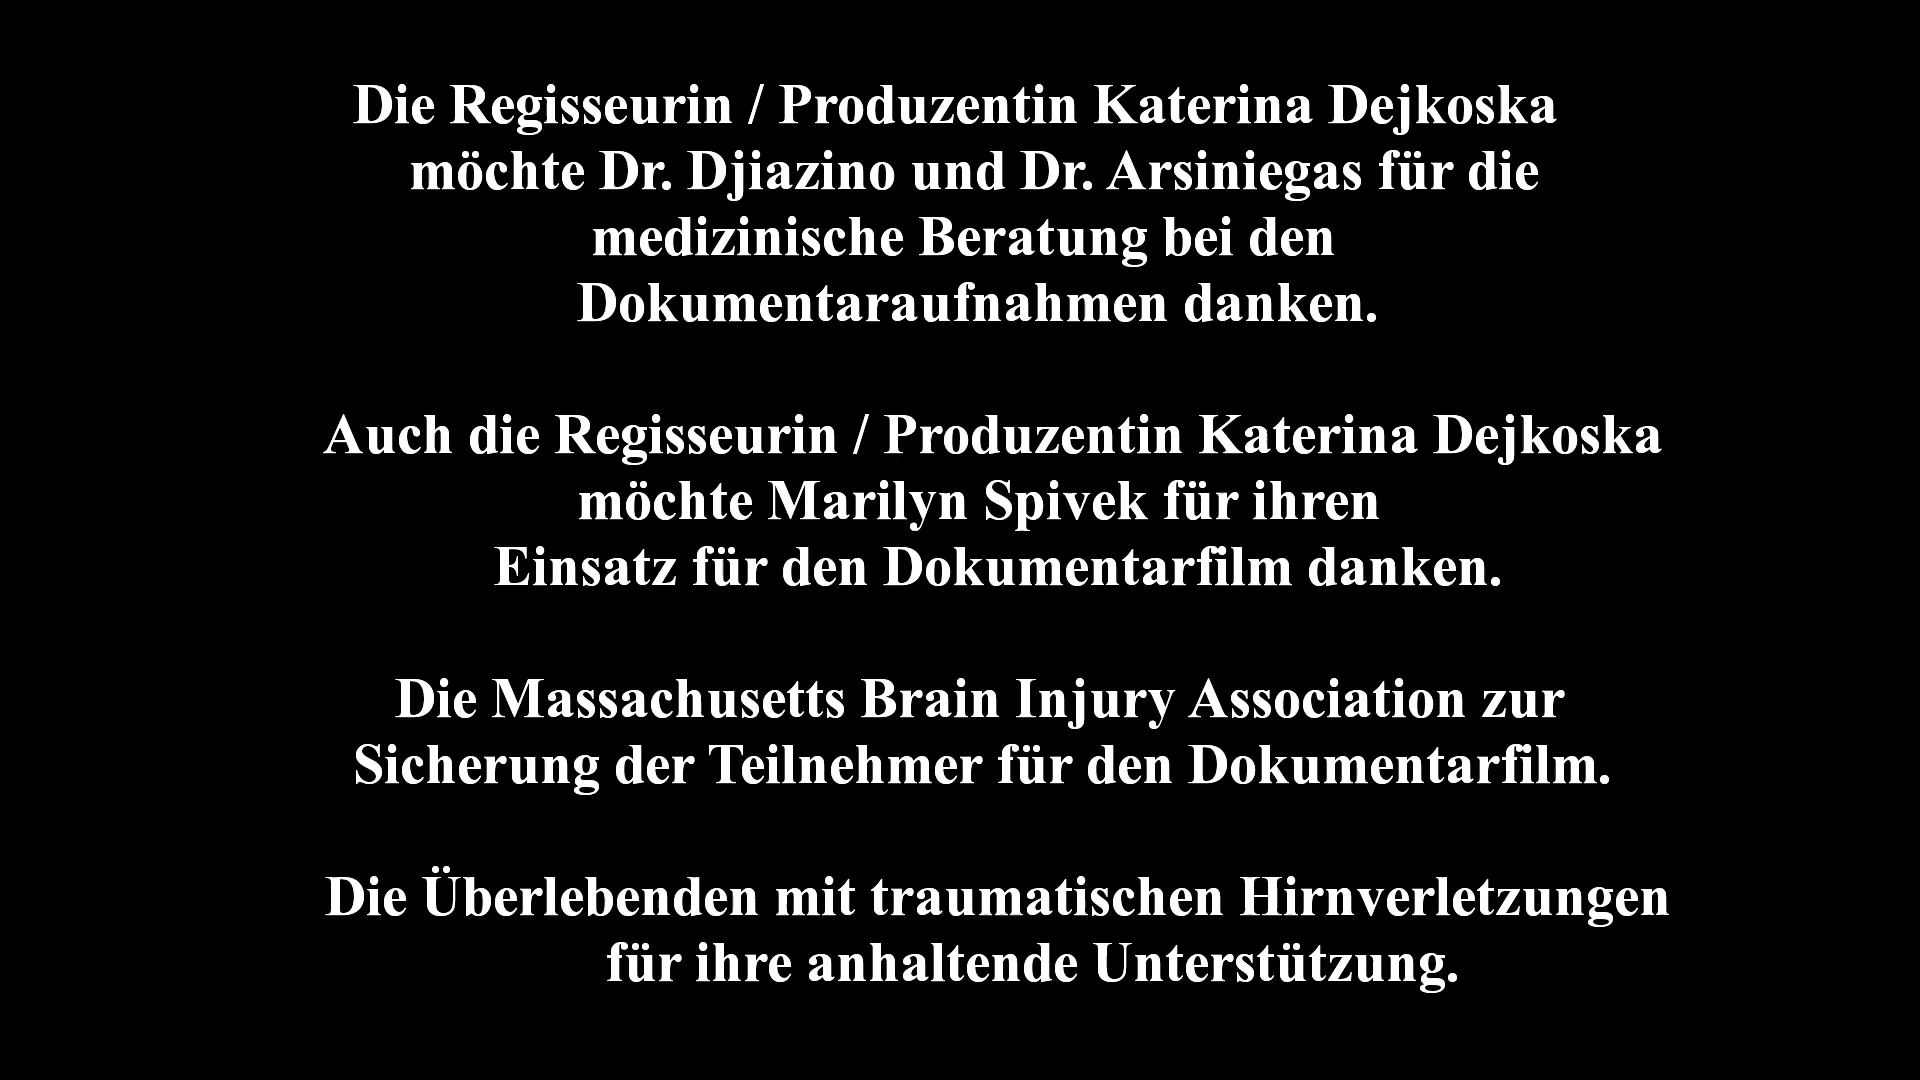 Die Regisseurin / Produzentin Katerina Dejkoska
möchte Dr. Djiazino und Dr. Arsiniegas für die
medizinische Beratung bei den
Dokumentaraufnahmen danken.
Auch die Regisseurin / Produzentin Katerina Dejkoska
möchte Marilyn Spivek für ihren
Einsatz für den Dokumentarfilm danken.
Die Massachusetts Brain Injury Association zur
Sicherung der Teilnehmer für den Dokumentarfilm.
Die Überlebenden mit traumatischen Hirnverletzungen
für ihre anhaltende Unterstützung.